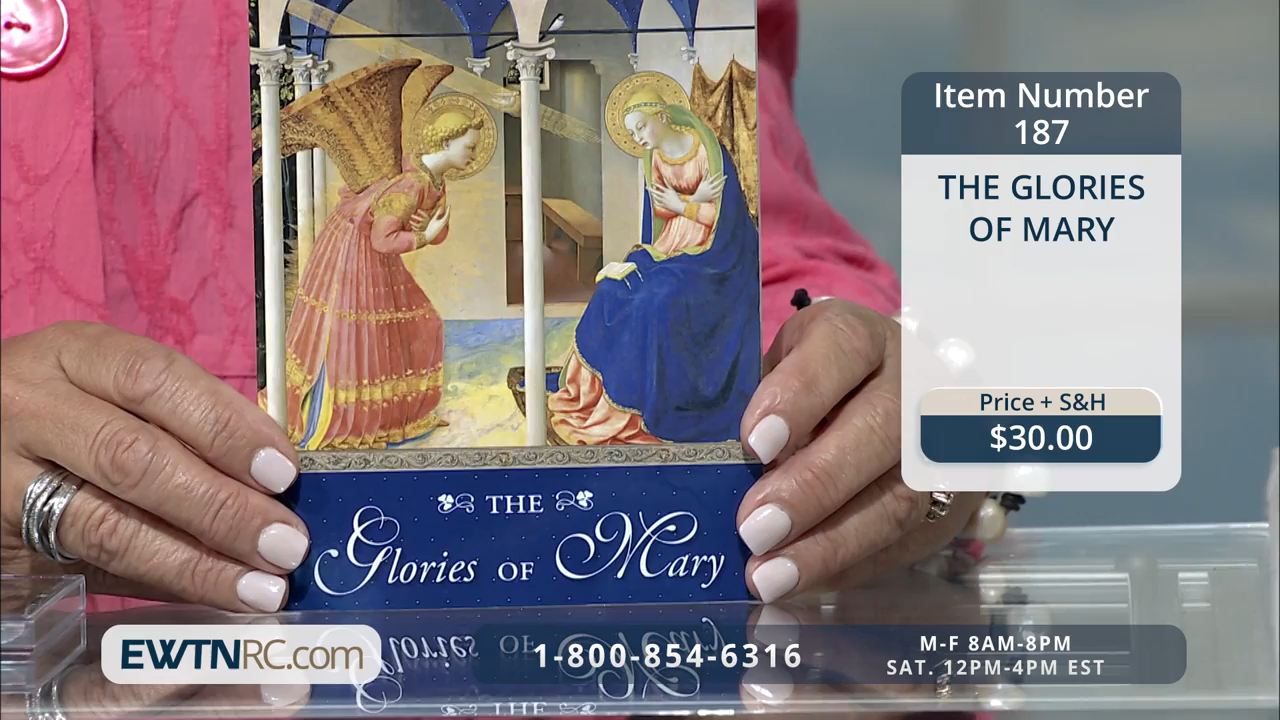 Item Number
187
THE GLORIES
OF MARY
Price + S&H
$30.00
THE
Glories OF Mary
EWTNRC.com
1-800-854-6316
M-F 8AM-8PM
SAT. 12PM-4PM EST